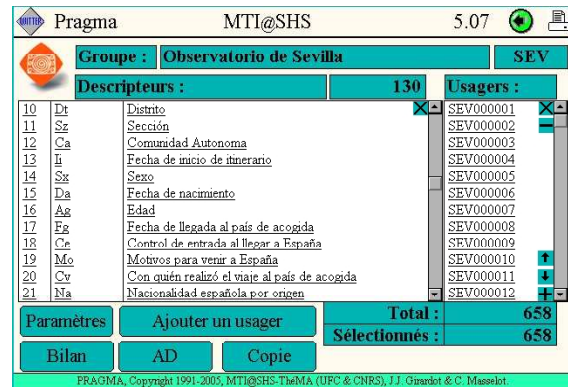 WITTER Pragma MTI@SHS 5.07
Groupe : Observatorio de Sevilla SEV
Descripteurs : 130 Usagers :
10 Dt Distrito SEV000001
11 Sz Sección SEV000002
12 Ca Comunidad Autonoma SEV000003
13 Ii Fecha de inicio de itinerario SEV000004
14 Sx Sexo SEV000005
15 Da Fecha de nacimiento SEV000006
16 Ag Edad SEV000007
17 Fg Fecha de llegada al país de acogida SEV000008
18 Ce Control de entrada al llegar a España SEV000009
19 Mo Motivos para venir a España SEV000010
20 Cv Con quién realizó el viaje al país de acogida SEV000011
21 Na Nacionalidad española por origen SEV000012
Paramètres Ajouter un usager Total : 658
Sélectionnés : 658
Bilan AD Copie
PRAGMA, Copyright 1991-2005, MTI@SHS-ThéMA (UFC & CNRS), J.J. Girardot & C. Masselot.